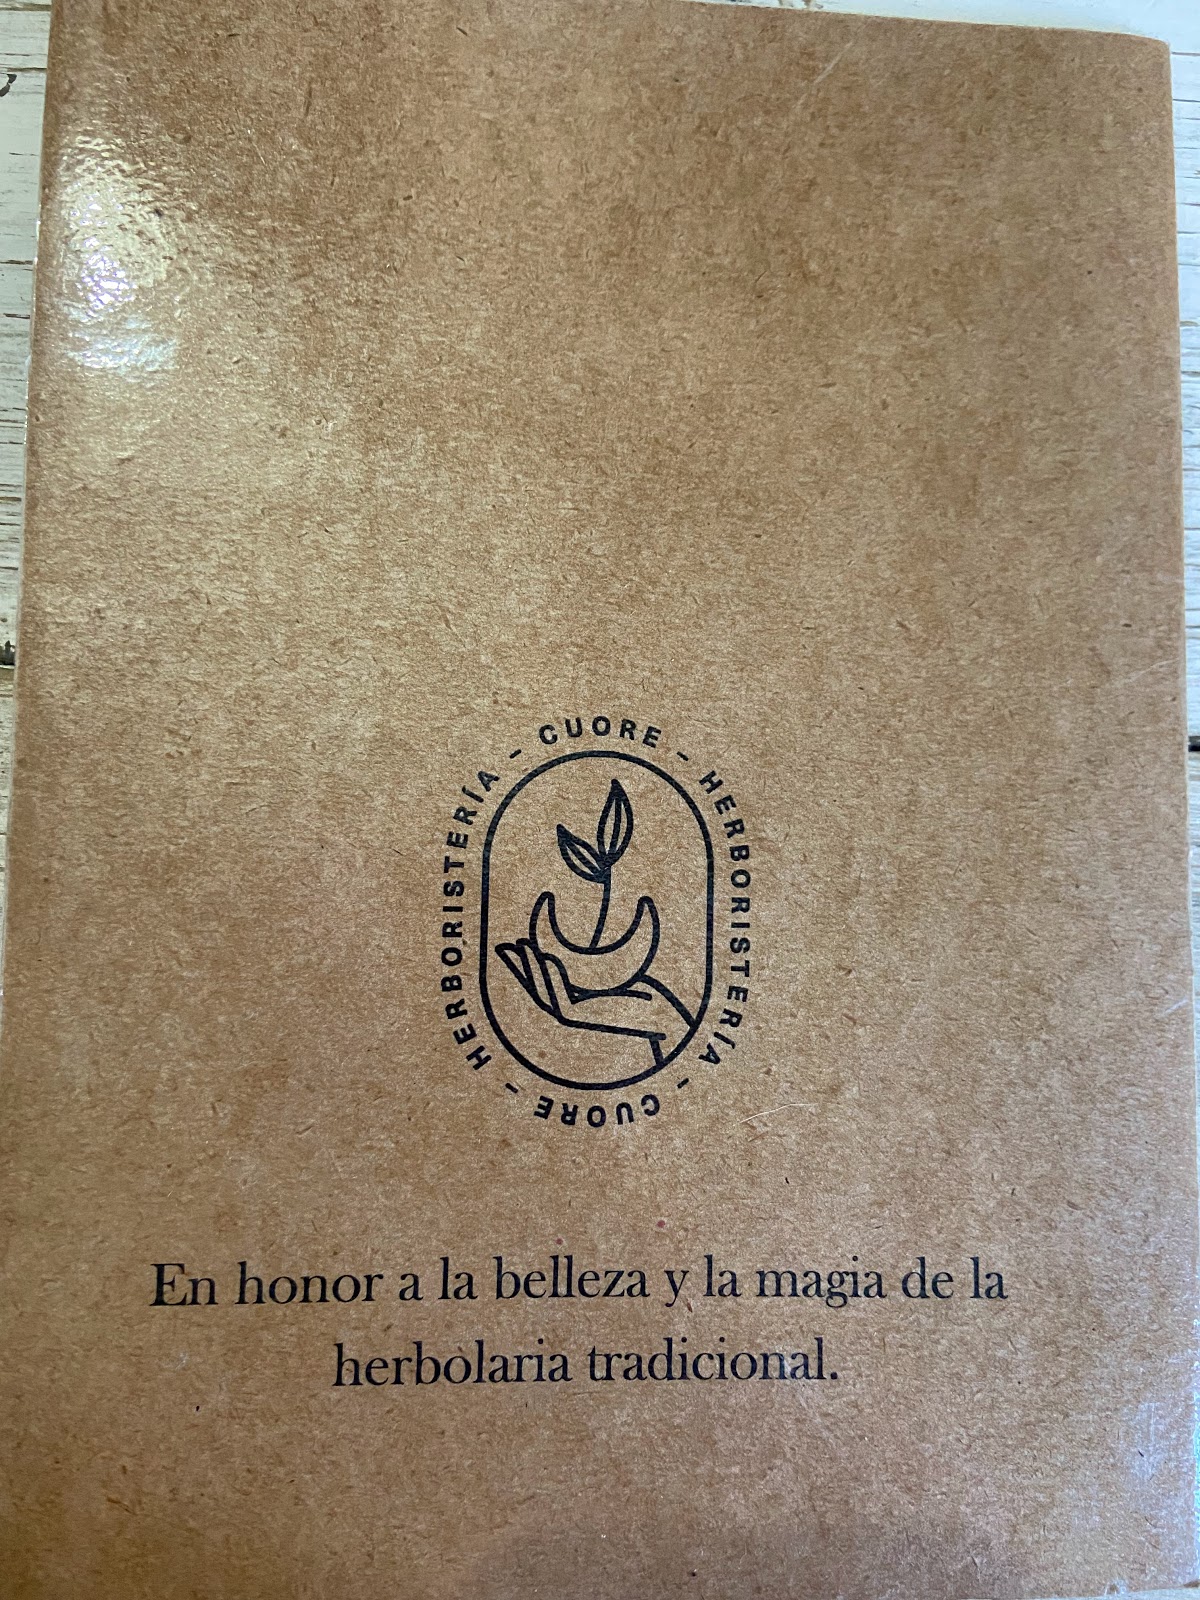 CUORE - HERBORISTERÍA - CUORE - HERBORISTERÍA -
En honor a la belleza y la magia de la
herbolaria tradicional.